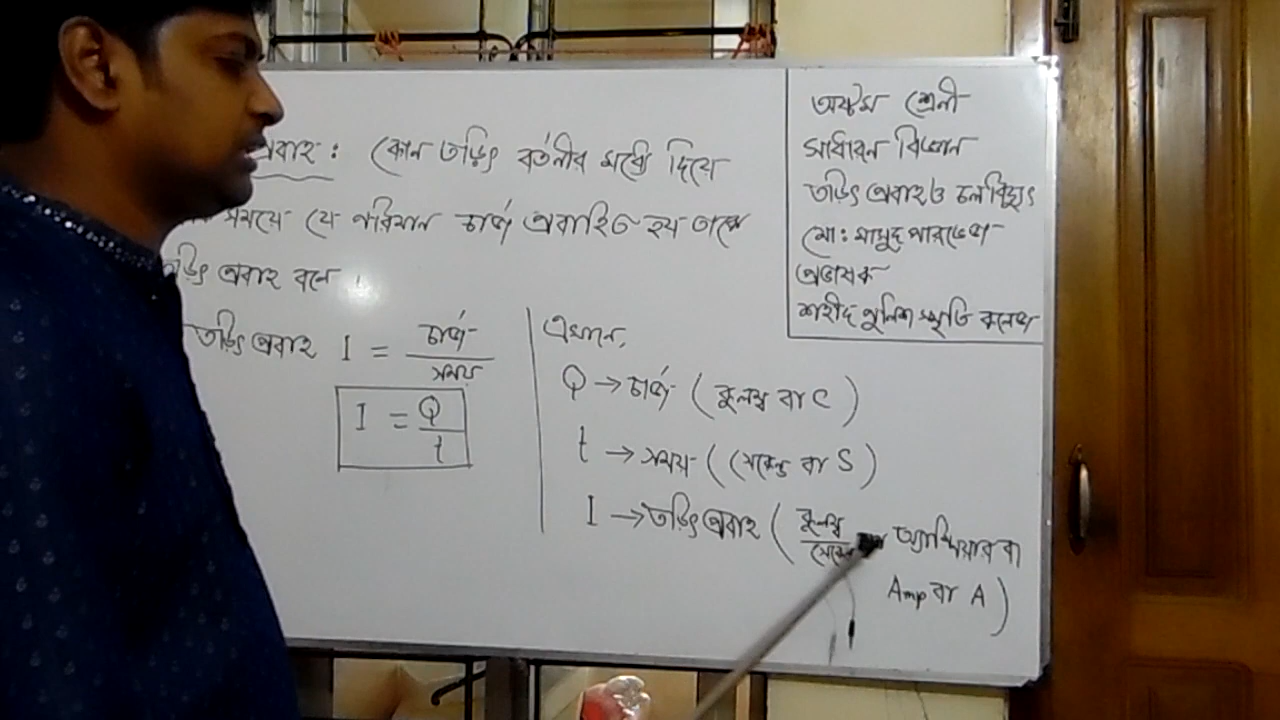 প্রবাহ : কোন তড়িৎ বর্তনীর মধ্যে দিয়ে
সময়ে যে পরিমান চার্জ প্রবাহিত হয় তাকে
তড়িৎ প্রবাহ বলে ।
তড়িৎ প্রবাহ I = চার্জ
সময়
I = Q
t
এখানে,
Q → চার্জ (কুলম্ব বা C)
t → সময় (সেকেন্ড বা S)
I → তড়িৎ প্রবাহ (কুলম্ব
অ্যাম্পিয়ার বা
Amp বা A)
অষ্টম শ্রেনী
সাধারন বিজ্ঞান
তড়িৎ প্রবাহ ও চলবিদ্যুৎ
মো: মাসুদ পারভেজ
প্রভাষক
শহীদ পুলিশ স্মৃতি কলেজ